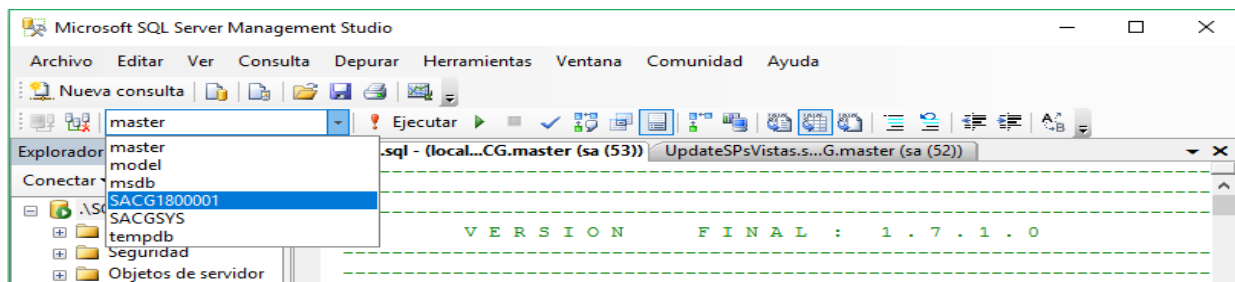 Microsoft SQL Server Management Studio
Archivo Editar Ver Consulta Depurar Herramientas Ventana Comunidad Ayuda
Nueva consulta
master Ejecutar
Explorador
master
model
msdb
SACG1800001
SACGSYS
tempdb
.sql - (local...CG.master (sa (53)) UpdateSPsVistas.s...G.master (sa (52))
Conectar
VERSION FINAL : 1.7.1.0
Seguridad
Objetos de servidor